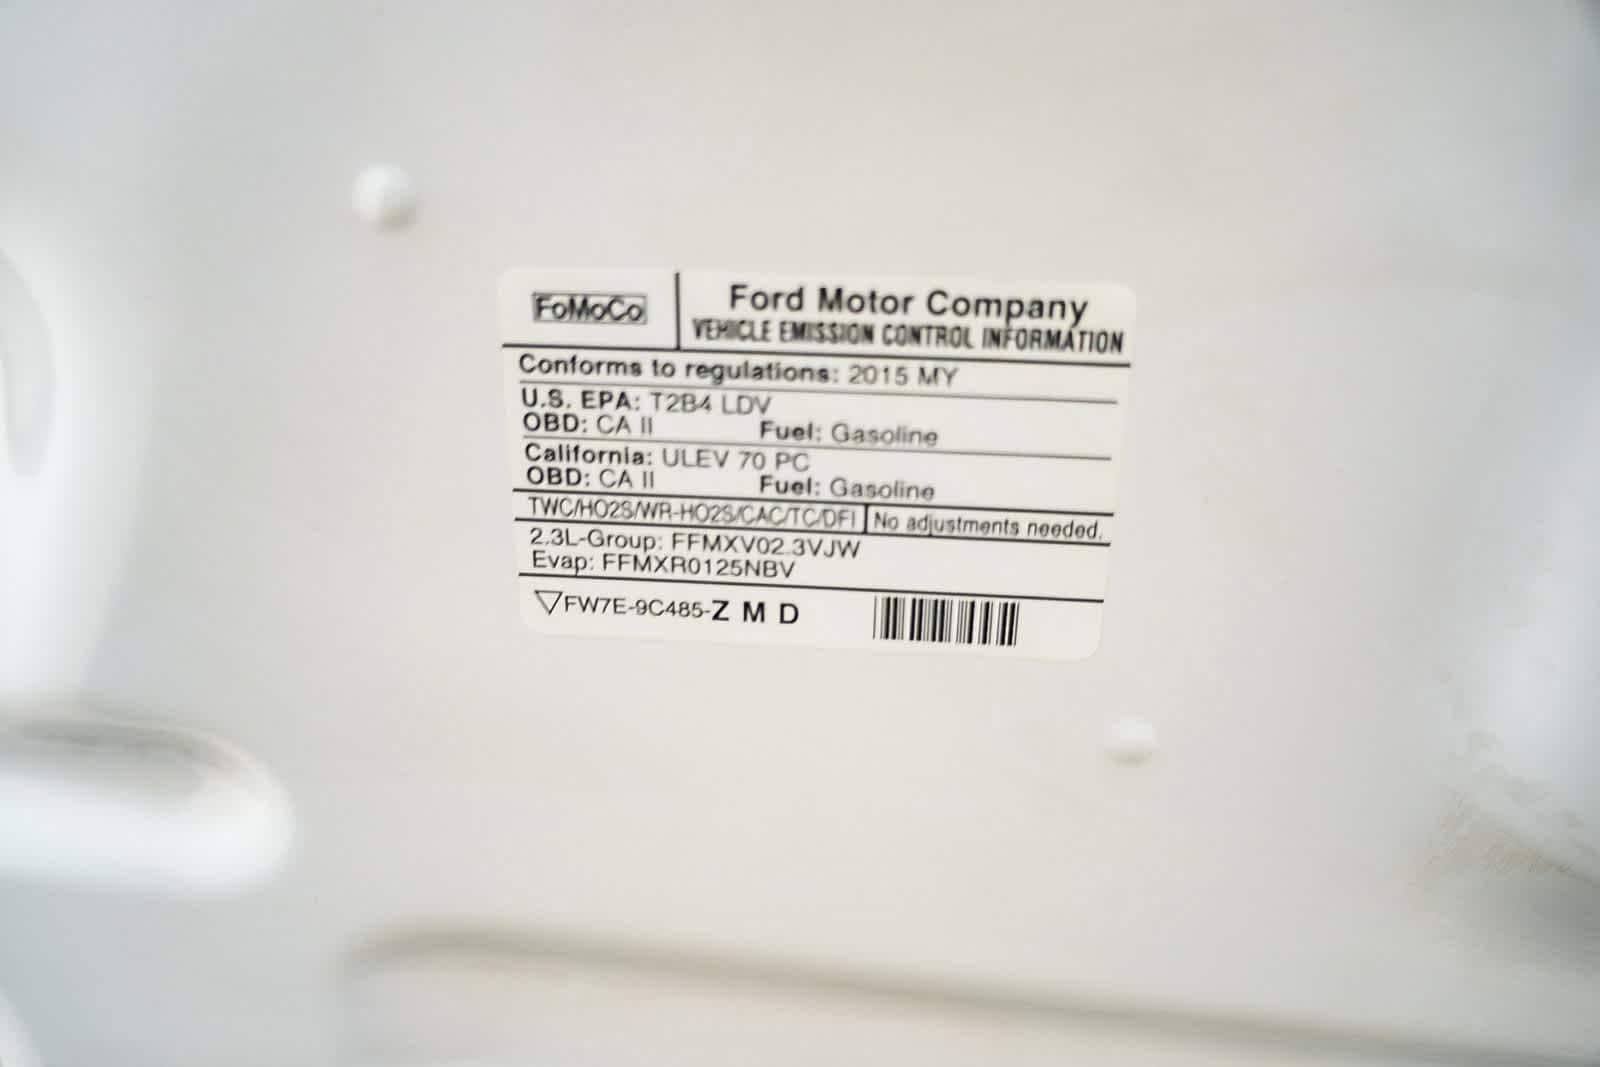 FoMoCo
Ford Motor Company
VEHICLE EMISSION CONTROL INFORMATION
Conforms to regulations: 2015 MY
U.S. EPA: T2B4 LDV
OBD: CA II Fuel: Gasoline
California: ULEV 70 PC
OBD: CA II Fuel: Gasoline
TWC/HO2S/WR-HO2S/CAC/TC/DFI No adjustments needed.
2.3L-Group: FFMXV02.3VJW
Evap: FFMXR0125NBV
▽FW7E-9C485-Z M D